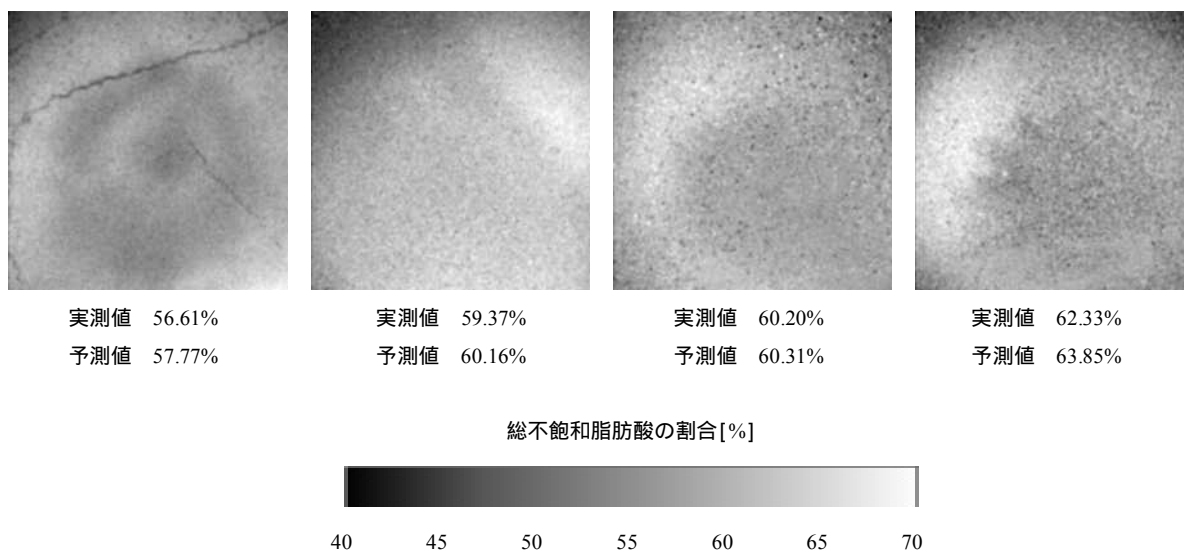 実測値 56.61% 実測値 59.37% 実測値 60.20% 実測値 62.33%
予測値 57.77% 予測値 60.16% 予測値 60.31% 予測値 63.85%
総不飽和脂肪酸の割合[%]
40 45 50 55 60 65 70